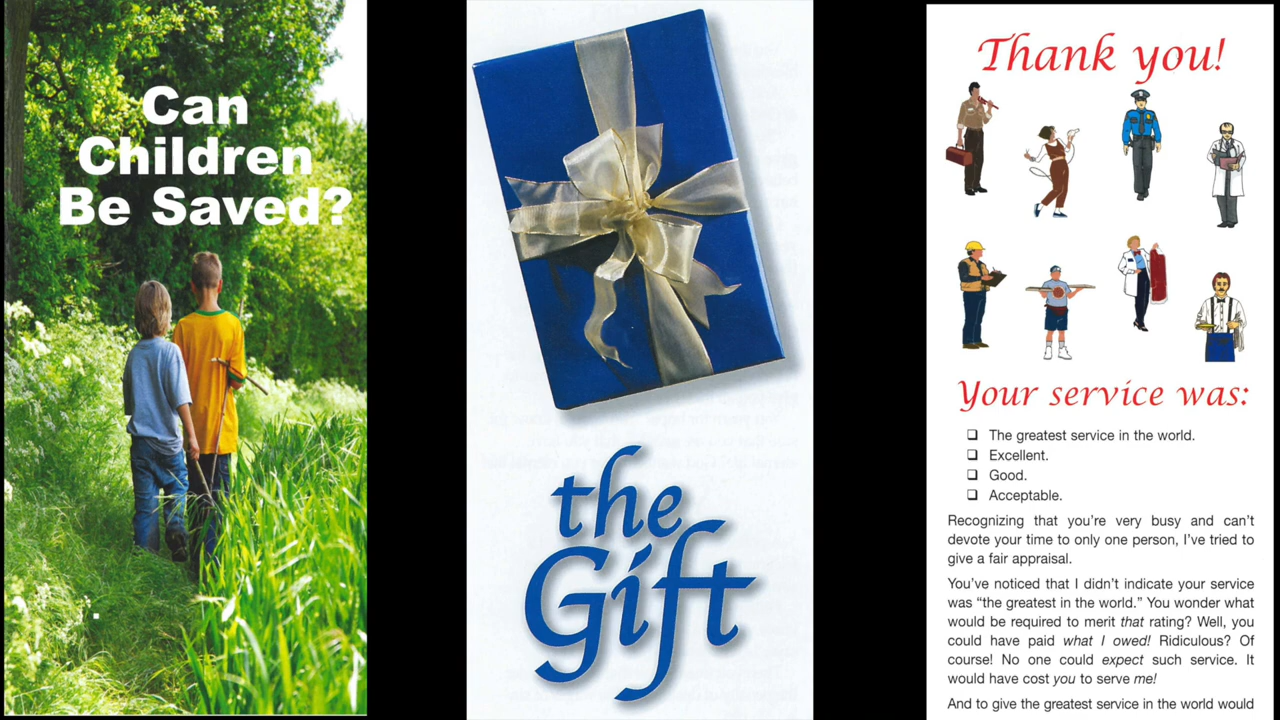 Can
Children
Be Saved?
the
Gift
Thank you!
Your service was:
❑ The greatest service in the world.
❑ Excellent.
❑ Good.
❑ Acceptable.
Recognizing that you're very busy and can't
devote your time to only one person, I've tried to
give a fair appraisal.
You've noticed that I didn't indicate your service
was “the greatest in the world.” You wonder what
would be required to merit that rating? Well, you
could have paid what I owed! Ridiculous? Of
course! No one could expect such service. It
would have cost you to serve me!
And to give the greatest service in the world would